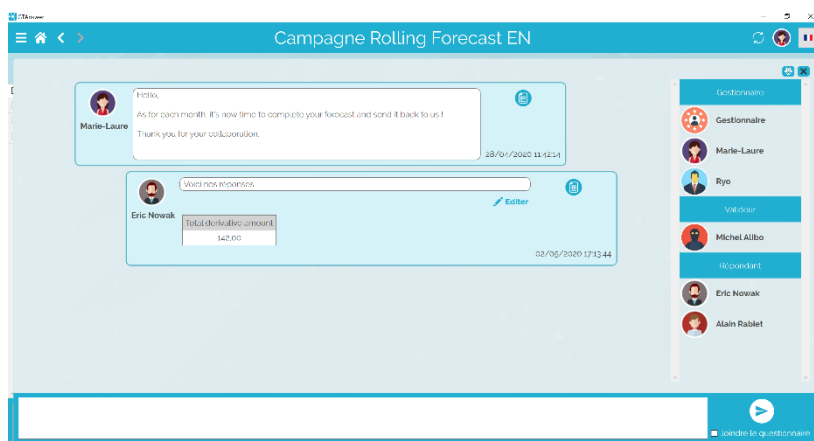 GTAnswer
Campagne Rolling Forecast EN
Hello,
As for each month, it's now time to complete your forecast and send it back to us !
Thank you for your collaboration.
Marie-Laure
28/04/2020 11:42:14
Voici nos réponses
Editer
Eric Nowak
Total derivative amount
142,00
02/05/2020 17:13:44
Gestionnaire
Gestionnaire
Marie-Laure
Ryo
Valideur
Michel Alibo
Répondant
Eric Nowak
Alain Rablet
Joindre le questionnaire